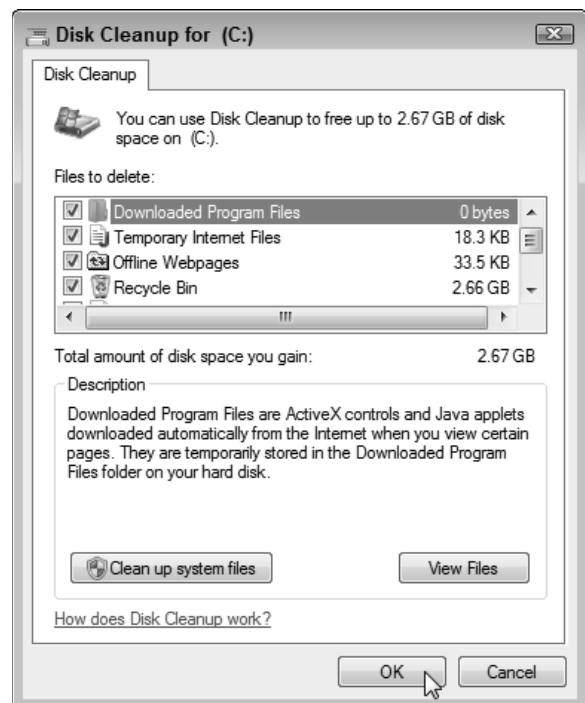 Disk Cleanup for (C:)
Disk Cleanup
You can use Disk Cleanup to free up to 2.67 GB of disk
space on (C:).
Files to delete:
Downloaded Program Files 0 bytes
Temporary Internet Files 18.3 KB
Offline Webpages 33.5 KB
Recycle Bin 2.66 GB
Total amount of disk space you gain: 2.67 GB
Description
Downloaded Program Files are ActiveX controls and Java applets
downloaded automatically from the Internet when you view certain
pages. They are temporarily stored in the Downloaded Program
Files folder on your hard disk.
Clean up system files View Files
How does Disk Cleanup work?
OK Cancel